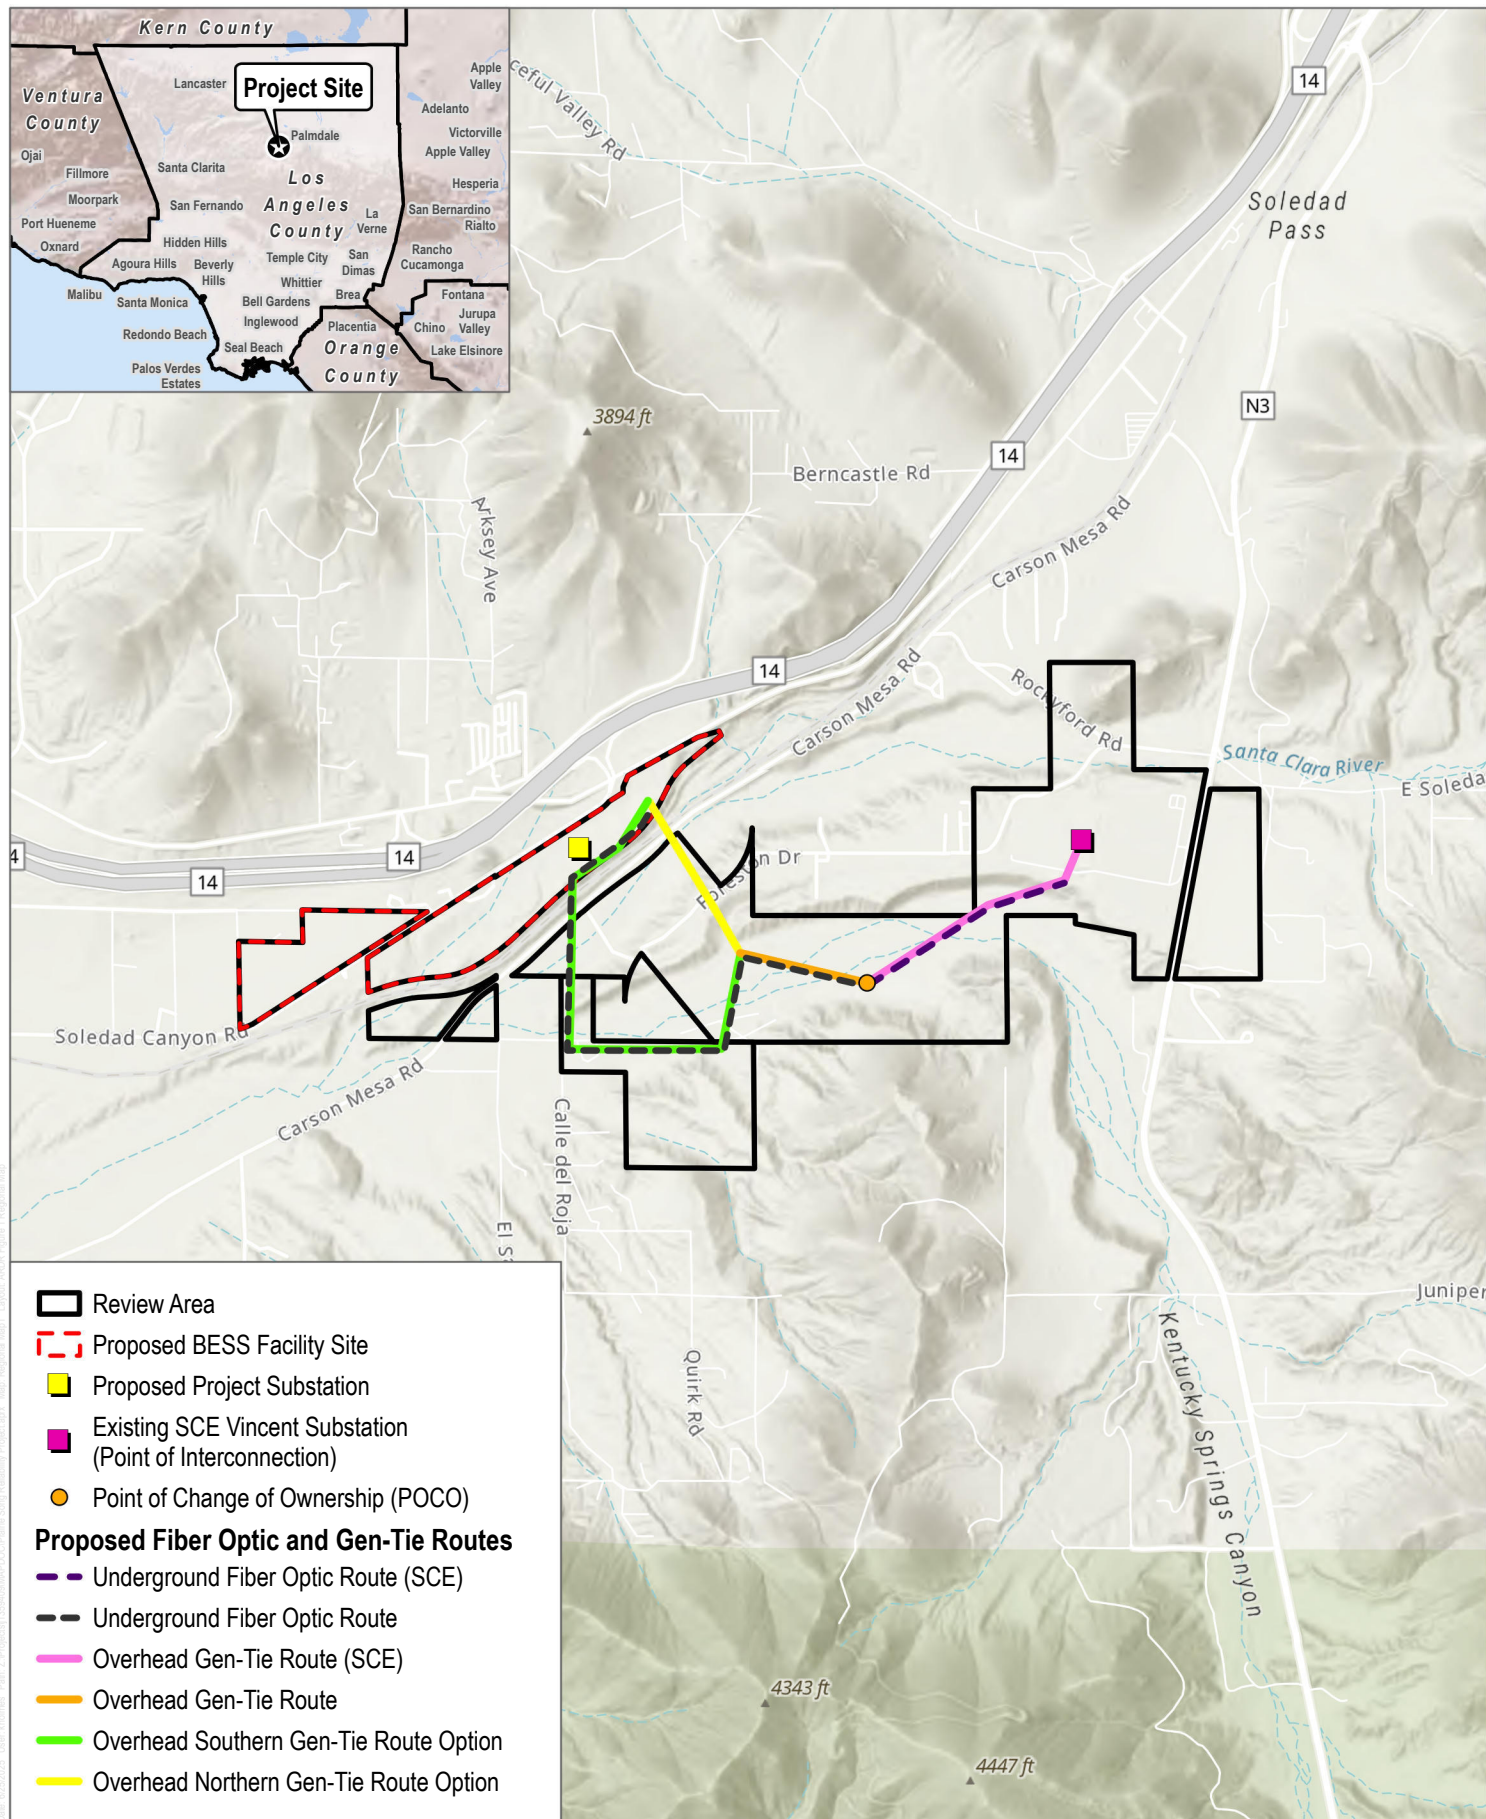 Kern County
Lancaster
Project Site
Apple
Valley
Ventura
County
Adelanto
Palmdale
Victorville
Ojai
Apple Valley
Santa Clarita
Fillmore
Los
Angeles
County
Hesperia
Moorpark
San Fernando
La
Verne
San Bernardino
Rialto
Port Hueneme
Oxnard
Hidden Hills
Temple City
San
Dimas
Rancho
Cucamonga
Agoura Hills
Beverly
Hills
Whittier
Malibu
Santa Monica
Bell Gardens
Brea
Fontana
Inglewood
Placentia
Chino
Jurupa
Valley
Redondo Beach
Seal Beach
Orange
County
Lake Elsinore
Palos Verdes
Estates
ceful Valley Rd
14
Soledad
Pass
N3
3894 ft
14
Berncastle Rd
Arksey Ave
Carson Mesa Rd
14
Carson Mesa Rd
Rockyford Rd
Santa Clara River
E Soleda
4
14
14
Foreston Dr
Soledad Canyon Rd
Carson Mesa Rd
Calle del Roja
El Sa
Juniper
Kentucky Springs Canyon
Quirk Rd
4343 ft
4447 ft
Review Area
Proposed BESS Facility Site
Proposed Project Substation
Existing SCE Vincent Substation
(Point of Interconnection)
Point of Change of Ownership (POCO)
Proposed Fiber Optic and Gen-Tie Routes
Underground Fiber Optic Route (SCE)
Underground Fiber Optic Route
Overhead Gen-Tie Route (SCE)
Overhead Gen-Tie Route
Overhead Southern Gen-Tie Route Option
Overhead Northern Gen-Tie Route Option